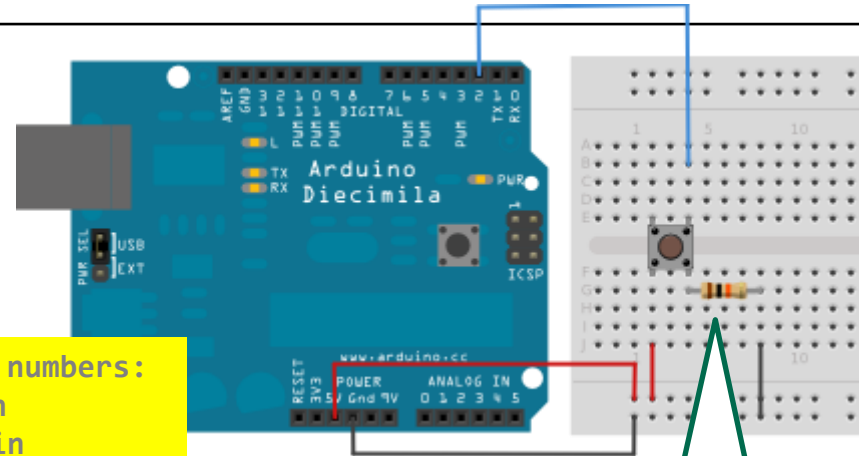 AREF
GND
13
12
11
10
9
8
7
6
5
4
3
2
TX 1
RX 0
PWM
PWM
PWM
DIGITAL
PWM
PWM
PWM
L
TX
RX
Arduino
Diecimila
PWR
1
ICSP
PWR SEL
USB
EXT
www.arduino.cc
POWER
ANALOG IN
RESET
3V3
5V Gnd 9V
0 1 2 3 4 5
1 5 10
A
B
C
D
E
F
G
H
I
J
1 10
numbers: